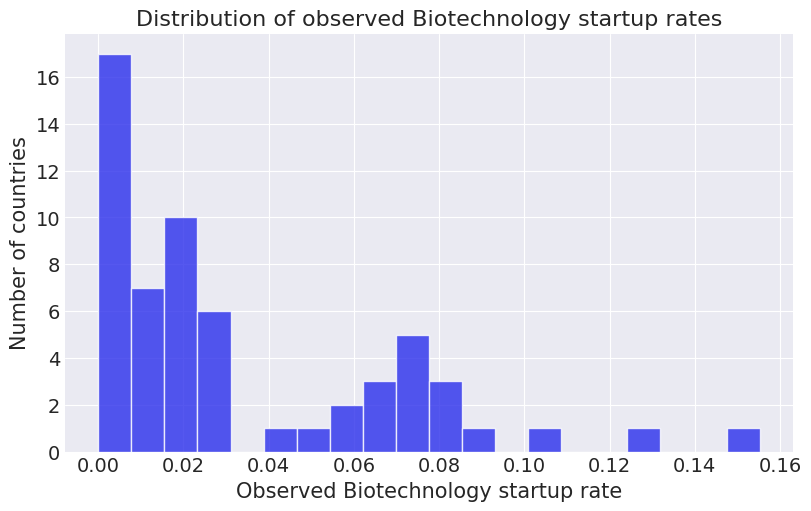 Distribution of observed Biotechnology startup rates
Number of countries
16
14
12
10
8
6
4
2
0
0.00 0.02 0.04 0.06 0.08 0.10 0.12 0.14 0.16
Observed Biotechnology startup rate